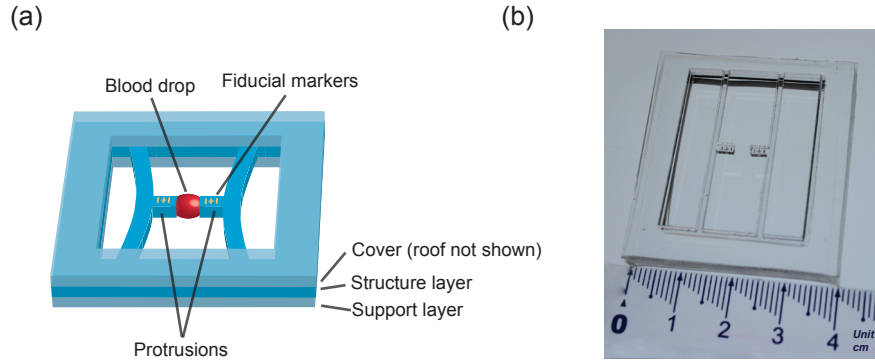 (a)
(b)
Blood drop
Fiducial markers
Cover (roof not shown)
Structure layer
Support layer
Protrusions
0 1 2 3 4
Unit
cm